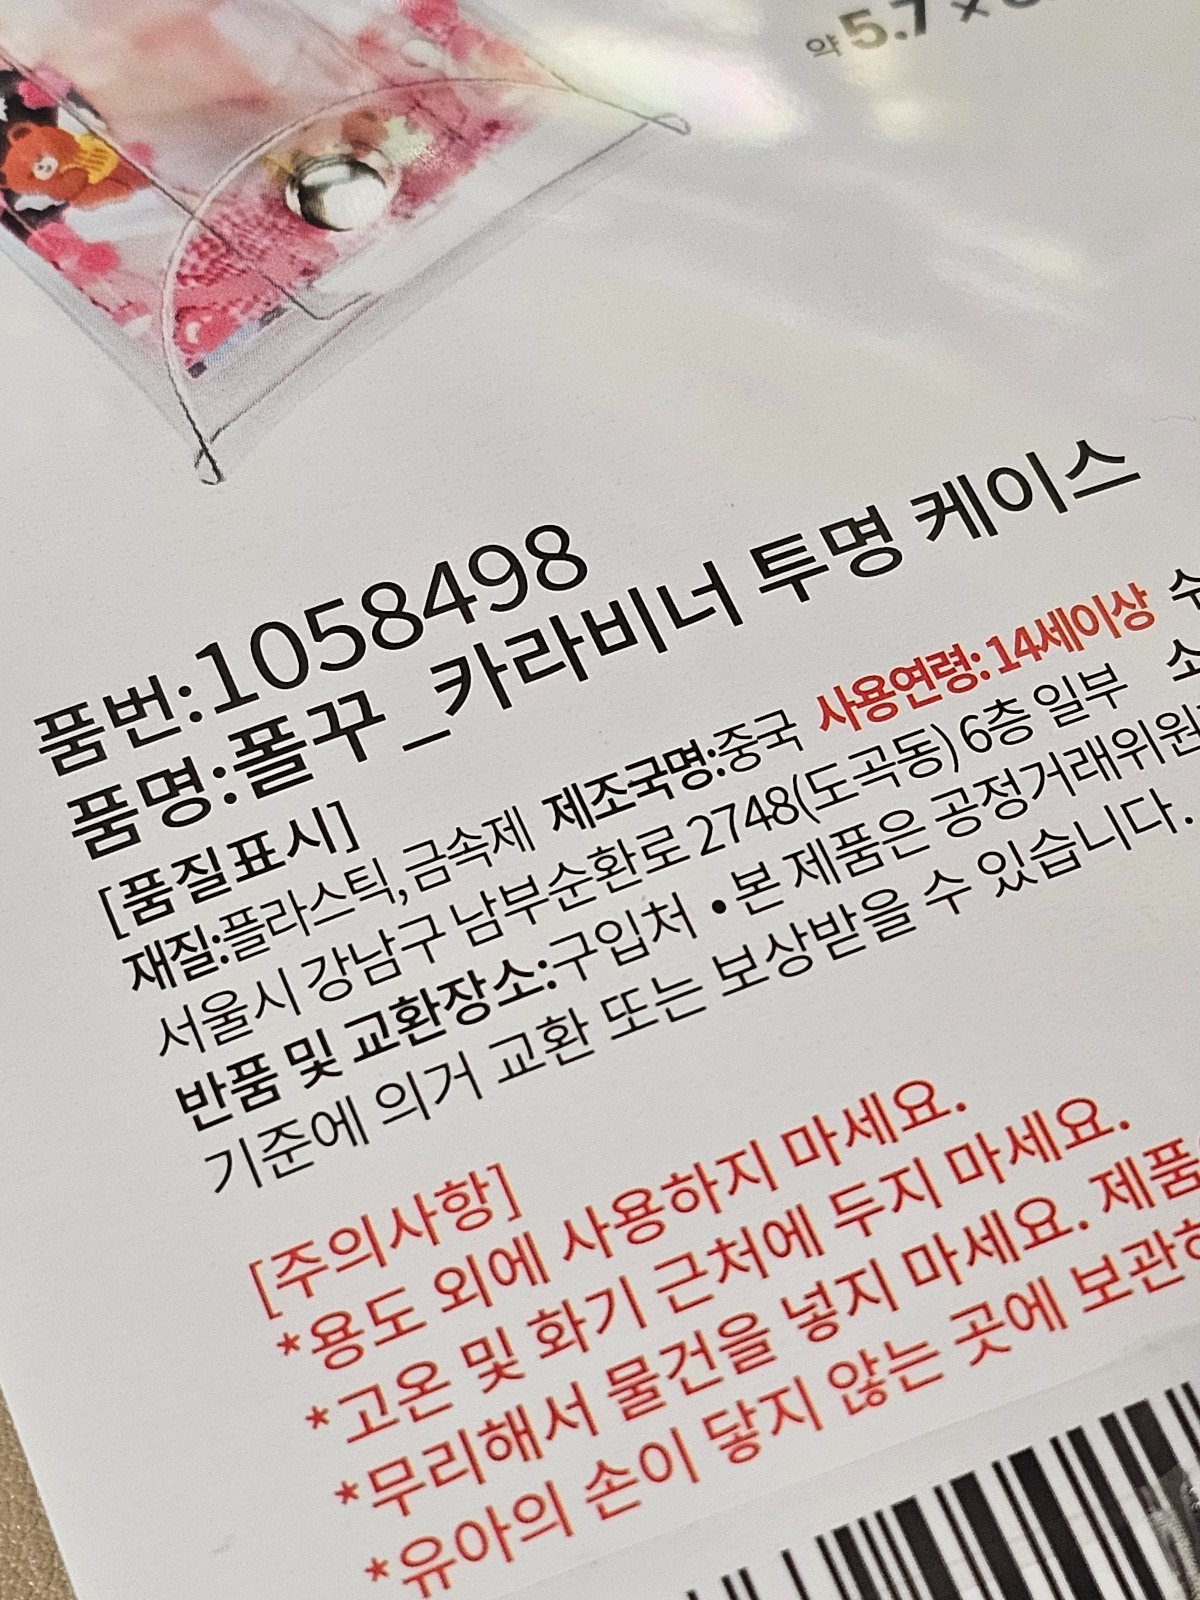 약 5.7 ×
품번:1058498
품명:폴꾸_카라비너 투명 케이스
[품질표시]
재질:플라스틱,금속제 제조국명:중국 사용연령:14세이상
서울시 강남구 남부순환로 2748(도곡동) 6층 일부
반품 및 교환장소:구입처 •본 제품은 공정거래위원
기준에 의거 교환 또는 보상받을 수 있습니다.
[주의사항]
*용도 외에 사용하지 마세요.
*고온 및 화기 근처에 두지 마세요.
*무리해서 물건을 넣지 마세요. 제품
*유아의 손이 닿지 않는 곳에 보관하